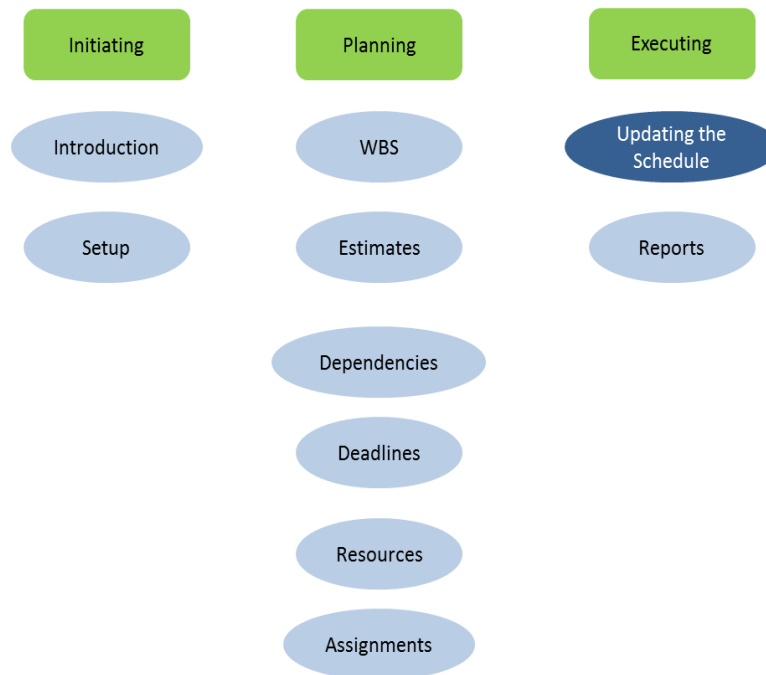 Initiating
Planning
Executing
Introduction
WBS
Updating the
Schedule
Setup
Estimates
Reports
Dependencies
Deadlines
Resources
Assignments